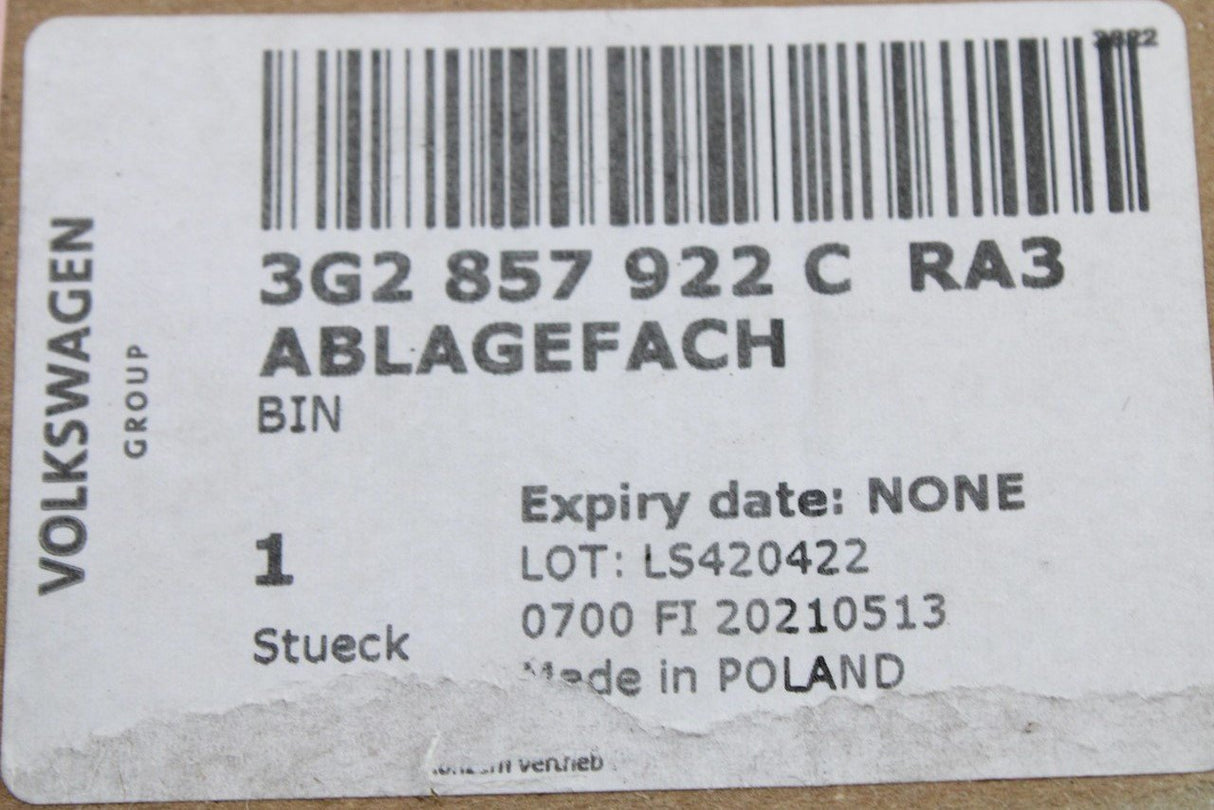 VOLKSWAGEN
GROUP
3G2 857 922 C RA3
ABLAGEFACH
BIN
1
Stueck
Expiry date: NONE
LOT: LS420422
0700 FI 20210513
Made in POLAND